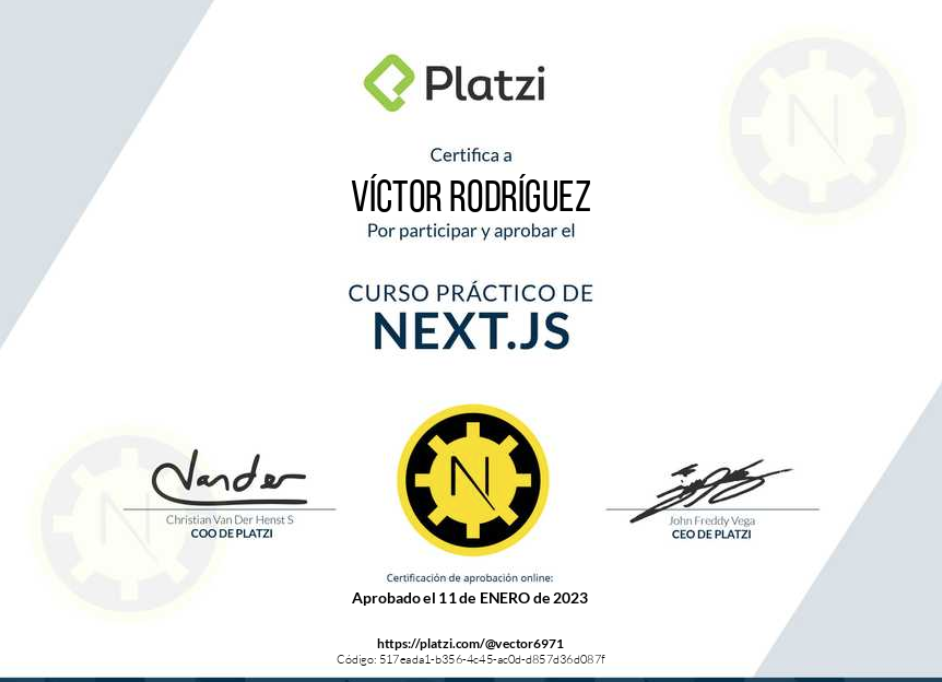 Platzi
Certifica a
VÍCTOR RODRÍGUEZ
Por participar y aprobar el
CURSO PRÁCTICO DE
NEXT.JS
N
N
N
Vander
Christian Van Der Henst S
COO DE PLATZI
John Freddy Vega
CEO DE PLATZI
Certificación de aprobación online:
Aprobado el 11 de ENERO de 2023
https://platzi.com/@vector6971
Código: 517eada1-b356-4c45-ac0d-d857d36d087f